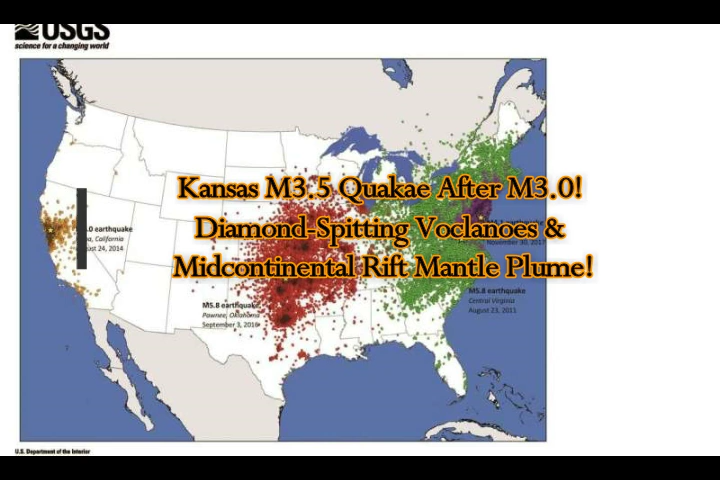 USGS
science for a changing world
Kansas M3.5 Quakae After M3.0!
Diamond-Spitting Voclanoes &
Midcontinental Rift Mantle Plume!
.0 earthquake
California
24, 2014
November 30, 2017
M5.8 earthquake
Pawnee, Oklahoma
September 3, 2016
M5.8 earthquake
Central Virginia
August 23, 2011
U.S. Department of the Interior